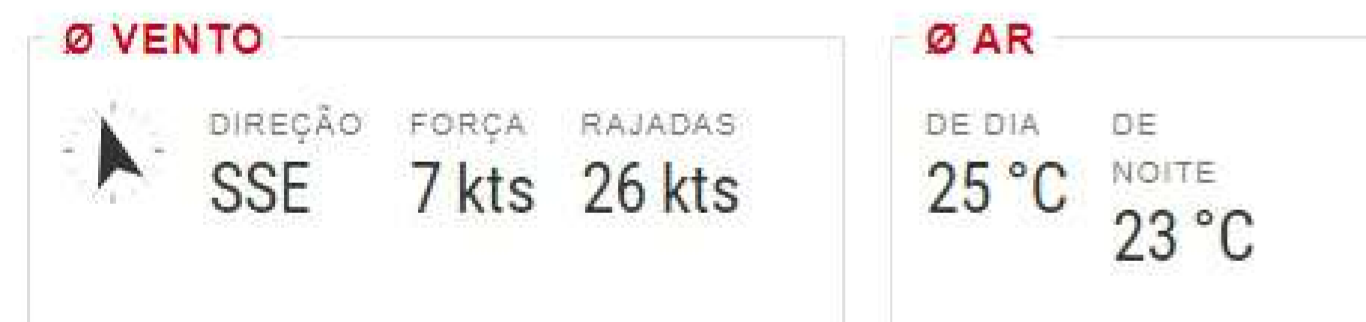 Ø VENTO
DIREÇÃO FORÇA RAJADAS
SSE 7 kts 26 kts
Ø AR
DE DIA DE NOITE
25 °C 23 °C